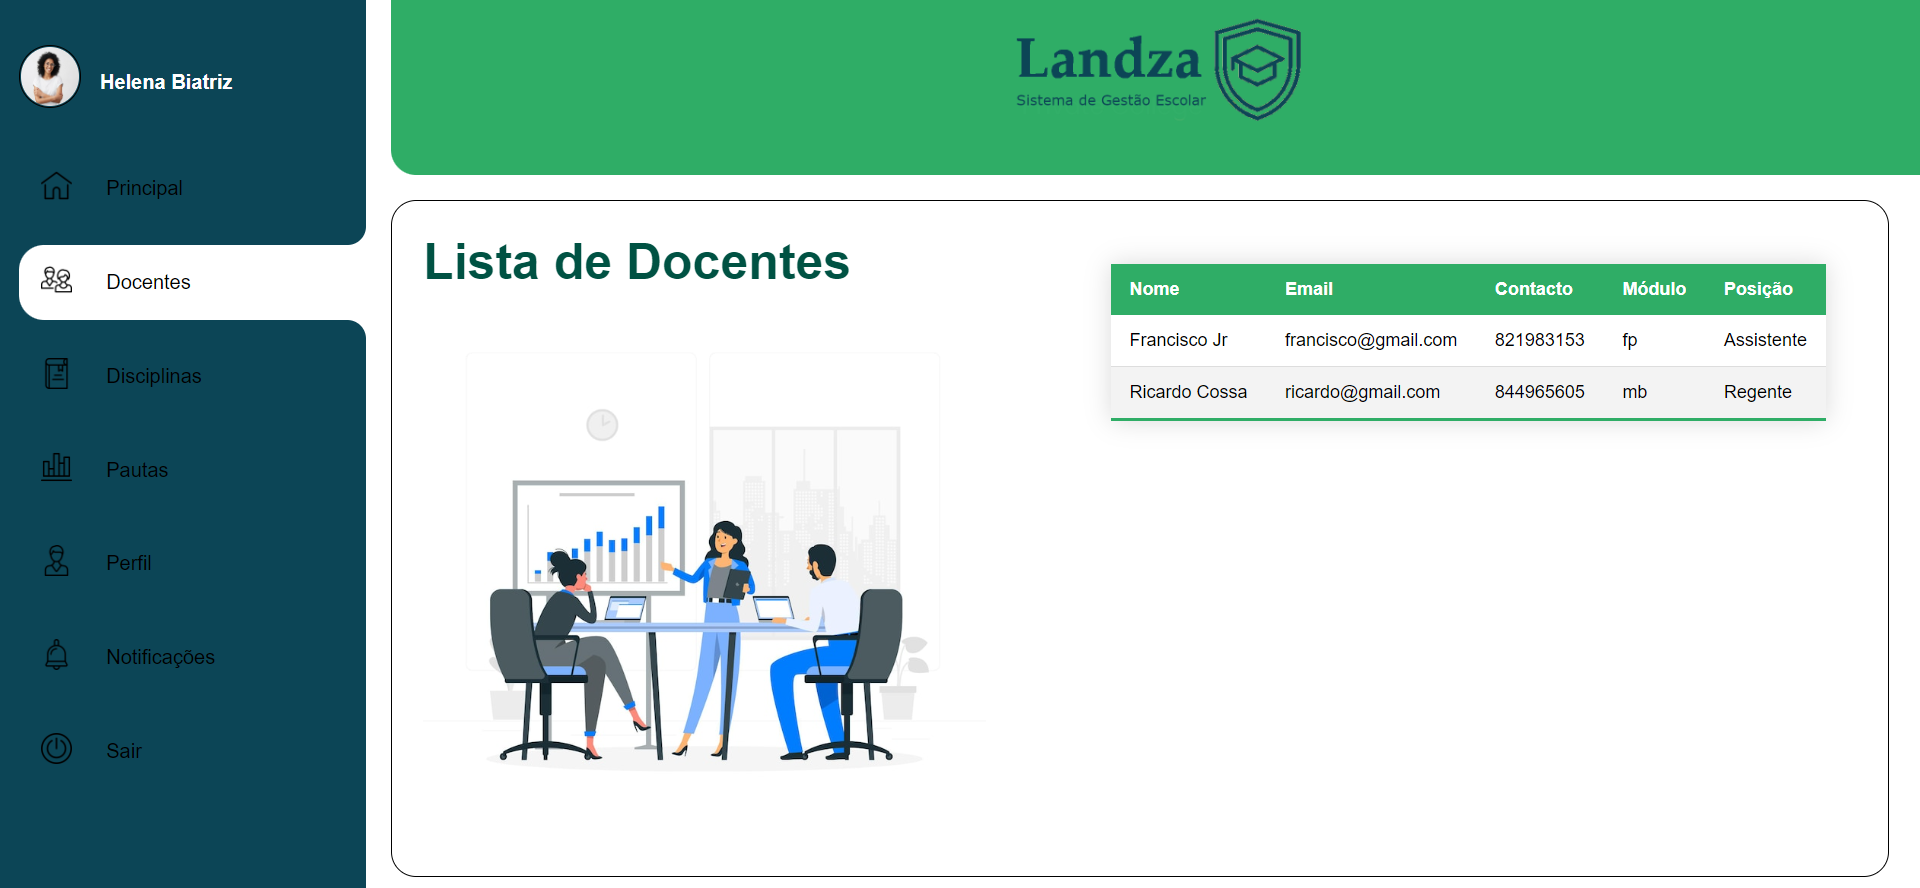 Helena Biatriz
Principal
Docentes
Disciplinas
Pautas
Perfil
Notificações
Sair
Landza
Sistema de Gestão Escolar
Lista de Docentes
Nome Email Contacto Módulo Posição
Francisco Jr francisco@gmail.com 821983153 fp Assistente
Ricardo Cossa ricardo@gmail.com 844965605 mb Regente